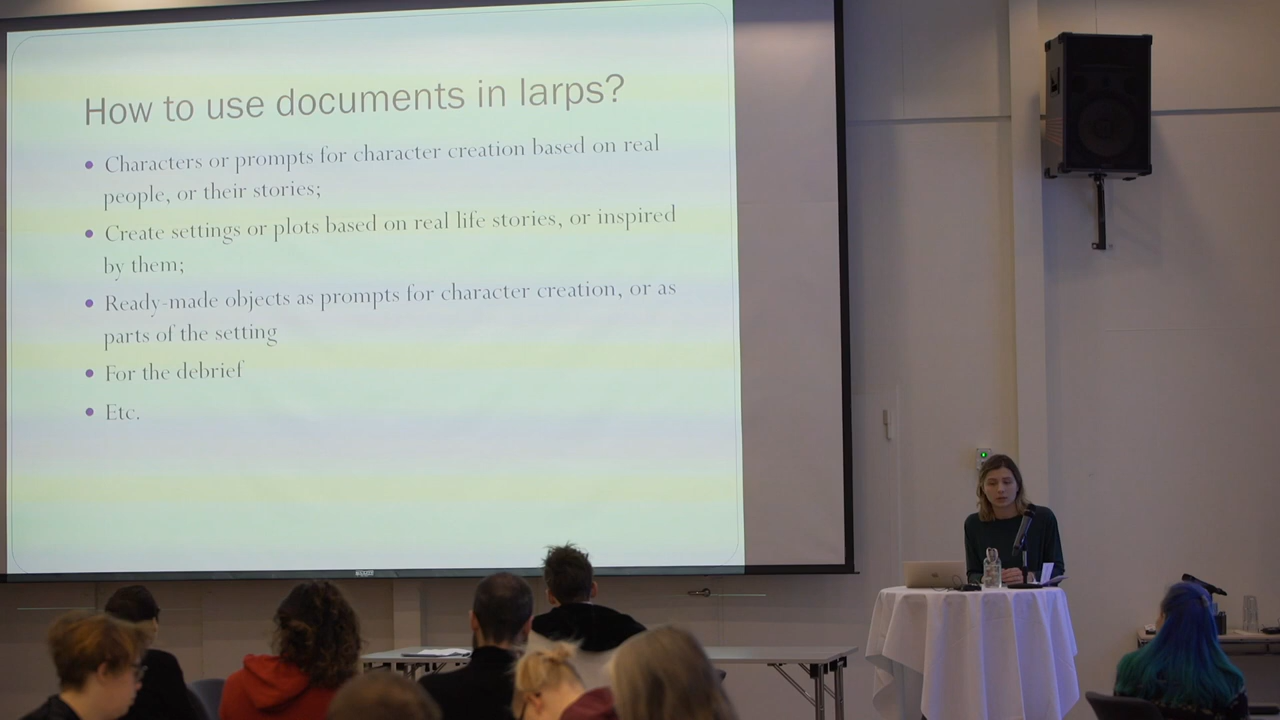 How to use documents in larps?
• Characters or prompts for character creation based on real
people, or their stories;
• Create settings or plots based on real life stories, or inspired
by them;
• Ready-made objects as prompts for character creation, or as
parts of the setting
• For the debrief
• Etc.